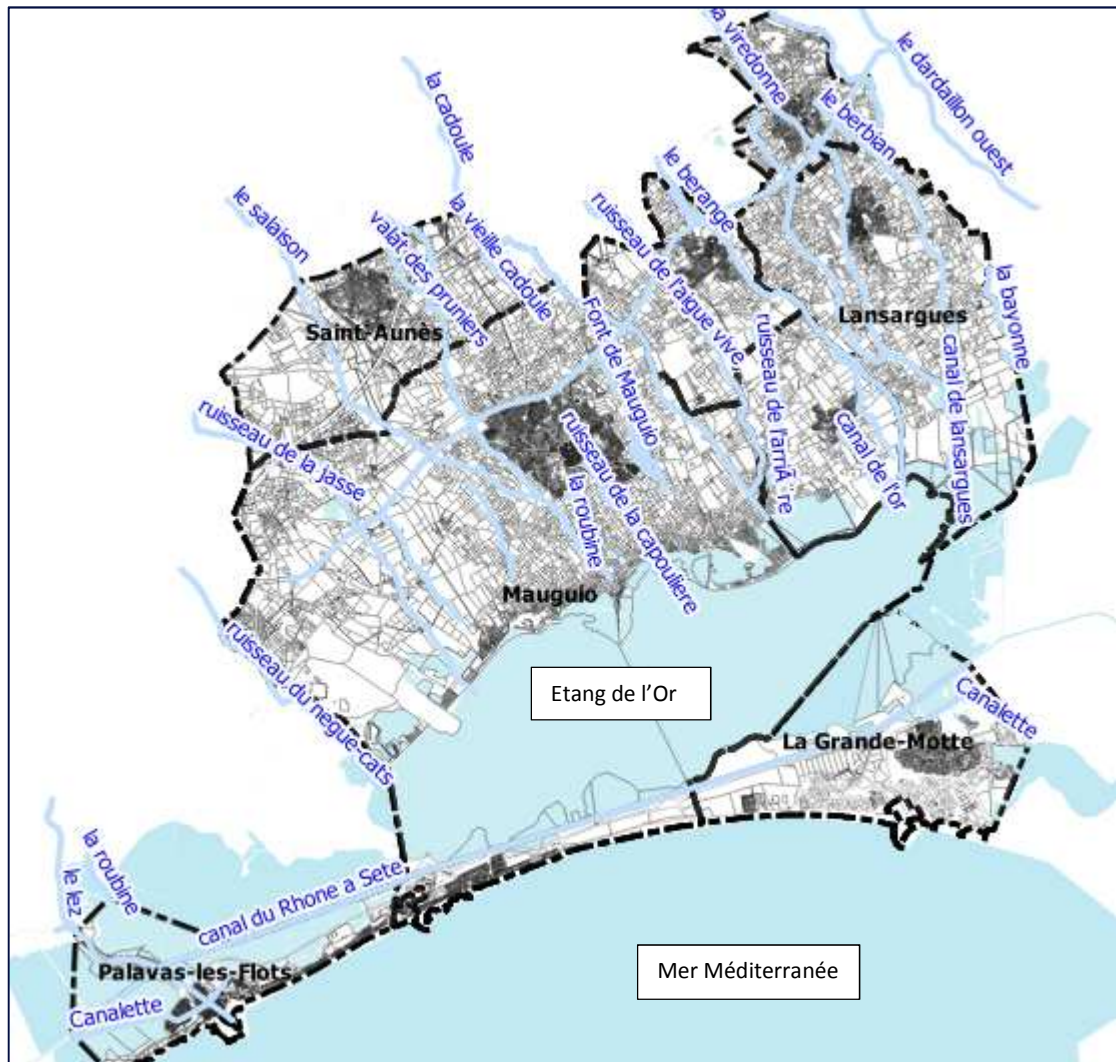 la viredonne
le dardaillon ouest
la cadoule
le berbian
le berange
le salaison
valat des pruniers
la vieille cadoule
ruisseau de l'aigue vive
la bayonne
Saint-Aunès
Font de Mauguio
Lansargues
ruisseau de l'arriÃ¨re
canal de lansargues
ruisseau de la jasse
ruisseau de la capouliere
la roubine
canal de l'or
Mauguio
ruisseau du negue-cats
Etang de l'Or
Canalette
La Grande-Motte
la roubine
le lez
canal du Rhone a Sete
Palavas-les-Flots
Mer Méditerranée
Canalette